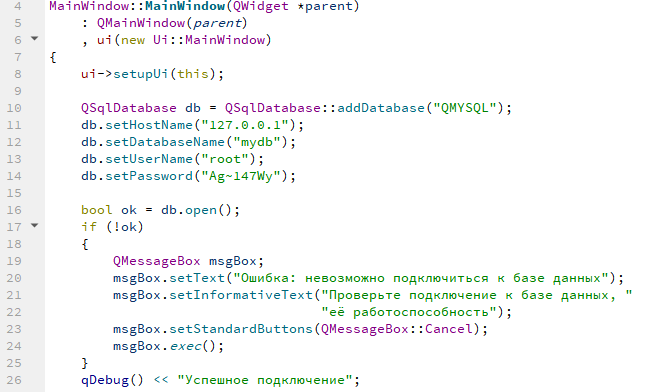 4 MainWindow::MainWindow(QWidget *parent)
5 : QMainWindow(parent)
6 , ui(new Ui::MainWindow)
7 {
8 ui->setupUi(this);
9
10 QSqlDatabase db = QSqlDatabase::addDatabase("QMYSQL");
11 db.setHostName("127.0.0.1");
12 db.setDatabaseName("mydb");
13 db.setUserName("root");
14 db.setPassword("Ag~147Wy");
15
16 bool ok = db.open();
17 if (!ok)
18 {
19 QMessageBox msgBox;
20 msgBox.setText("Ошибка: невозможно подключиться к базе данных");
21 msgBox.setInformativeText("Проверьте подключение к базе данных, "
22 "её работоспособность");
23 msgBox.setStandardButtons(QMessageBox::Cancel);
24 msgBox.exec();
25 }
26 qDebug() << "Успешное подключение";